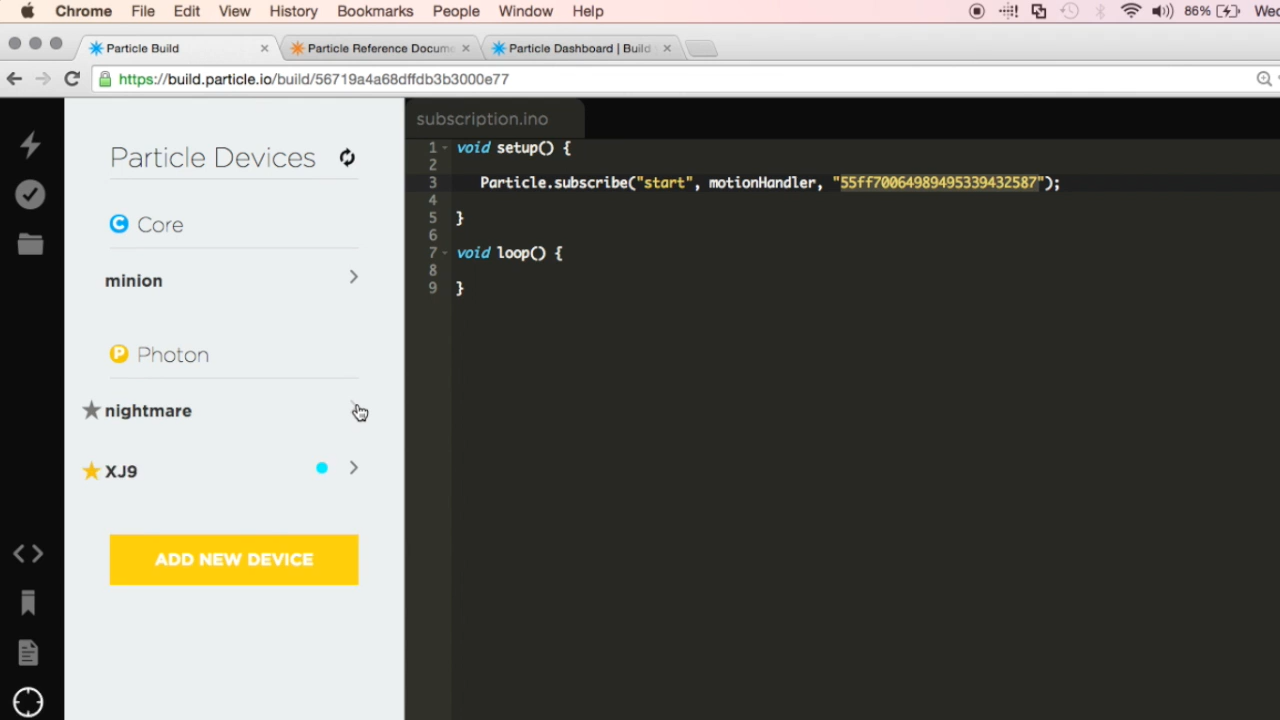 Chrome File Edit View History Bookmarks People Window Help 86% Wed
Particle Build Particle Reference Docume Particle Dashboard | Build
https://build.particle.io/build/56719a4a68dffdb3b3000e77
Particle Devices
C Core
minion
P Photon
nightmare
XJ9
ADD NEW DEVICE
subscription.ino
1 void setup() {
2
3 Particle.subscribe("start", motionHandler, "55ff70064989495339432587");
4
5 }
6
7 void loop() {
8
9 }